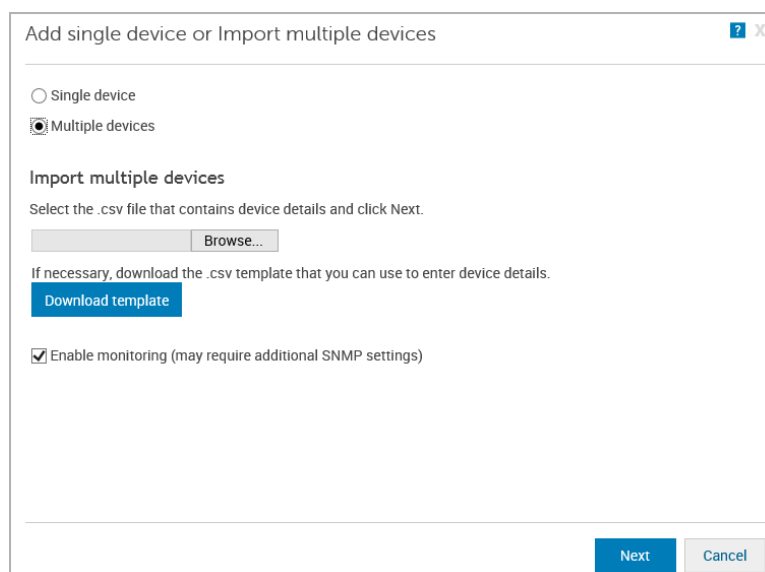 Add single device or Import multiple devices ? X
Single device
Multiple devices
Import multiple devices
Select the .csv file that contains device details and click Next.
Browse...
If necessary, download the .csv template that you can use to enter device details.
Download template
Enable monitoring (may require additional SNMP settings)
Next Cancel